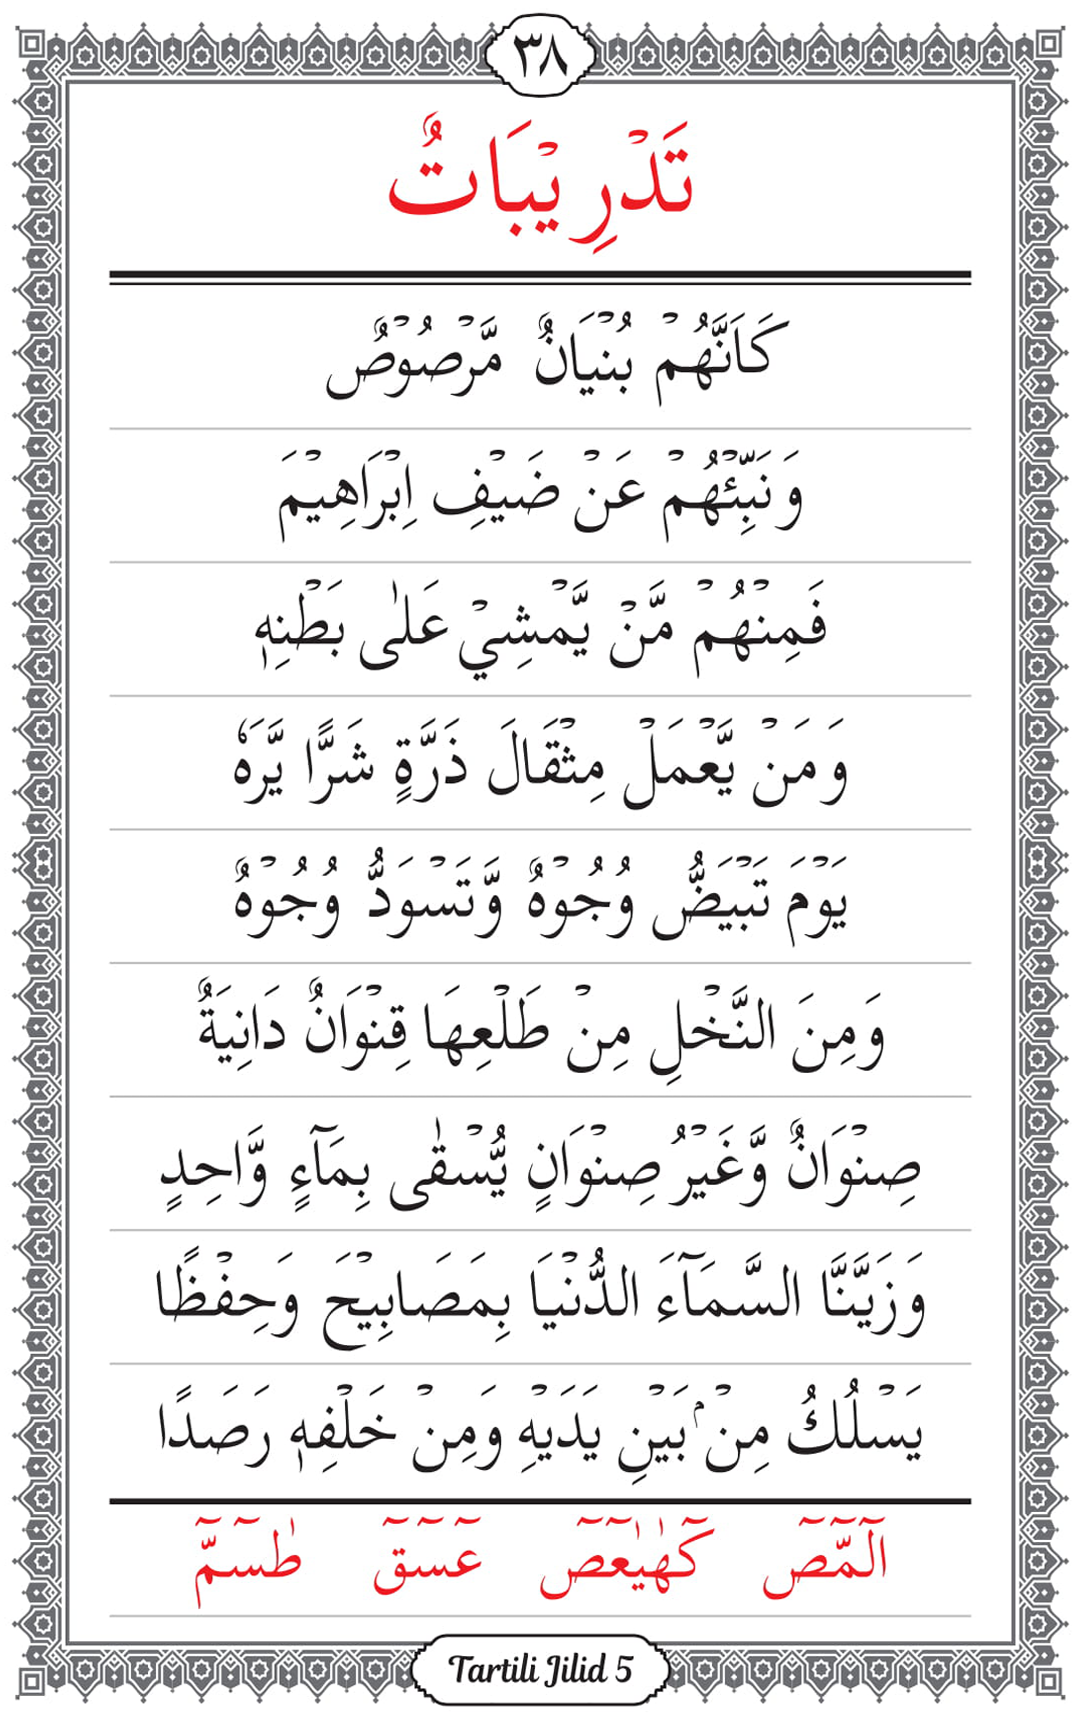 ٣٨
تَدْرِيْبَاتٌ
كَاَنَّهُمْ بُنْيَانٌ مَّرْصُوْصٌ
وَنَبِّئْهُمْ عَنْ ضَيْفِ اِبْرَاهِيْمَ
فَمِنْهُمْ مَّنْ يَّمْشِيْ عَلٰى بَطْنِهٖ
وَمَنْ يَّعْمَلْ مِثْقَالَ ذَرَّةٍ شَرًّا يَّرَهٗ
يَوْمَ تَبْيَضُّ وُجُوْهٌ وَّتَسْوَدُّ وُجُوْهٌ
وَمِنَ النَّخْلِ مِنْ طَلْعِهَا قِنْوَانٌ دَانِيَةٌ
صِنْوَانٌ وَّغَيْرُ صِنْوَانٍ يُّسْقٰى بِمَآءٍ وَّاحِدٍ
وَزَيَّنَّا السَّمَآءَ الدُّنْيَا بِمَصَابِيْحَ وَحِفْظًا
يَسْلُكُ مِنْۢ بَيْنِ يَدَيْهِ وَمِنْ خَلْفِهٖ رَصَدًا
الٓمّٓصٓ كٓهٰيٰعٓصٓ عٓسٓقٓ طٰسٓمّٓ
Tartili Jilid 5